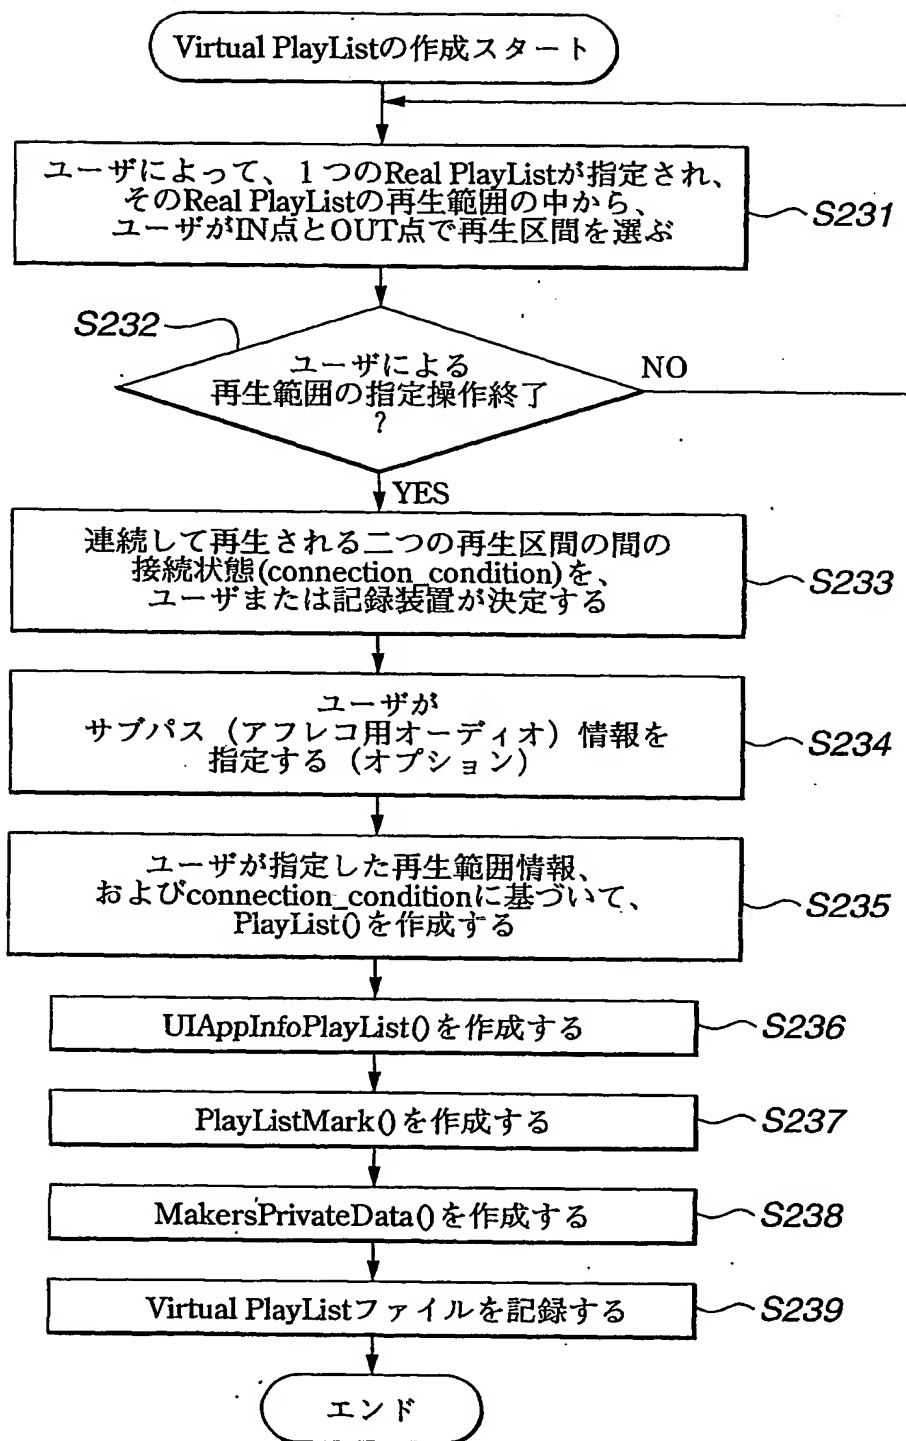 Virtual PlayListの作成スタート
ユーザによって、1つのReal PlayListが指定され、
そのReal PlayListの再生範囲の中から、
ユーザがIN点とOUT点で再生区間を選ぶ
S231
S232
ユーザによる
再生範囲の指定操作終了
?
NO
YES
連続して再生される二つの再生区間の間の
接続状態(connection_condition)を、
ユーザまたは記録装置が決定する
S233
ユーザが
サブパス（アフレコ用オーディオ）情報を
指定する（オプション）
S234
ユーザが指定した再生範囲情報、
およびconnection_conditionに基づいて、
PlayList()を作成する
S235
UIAppInfoPlayList()を作成する
S236
PlayListMark()を作成する
S237
MakersPrivateData()を作成する
S238
Virtual PlayListファイルを記録する
S239
エンド